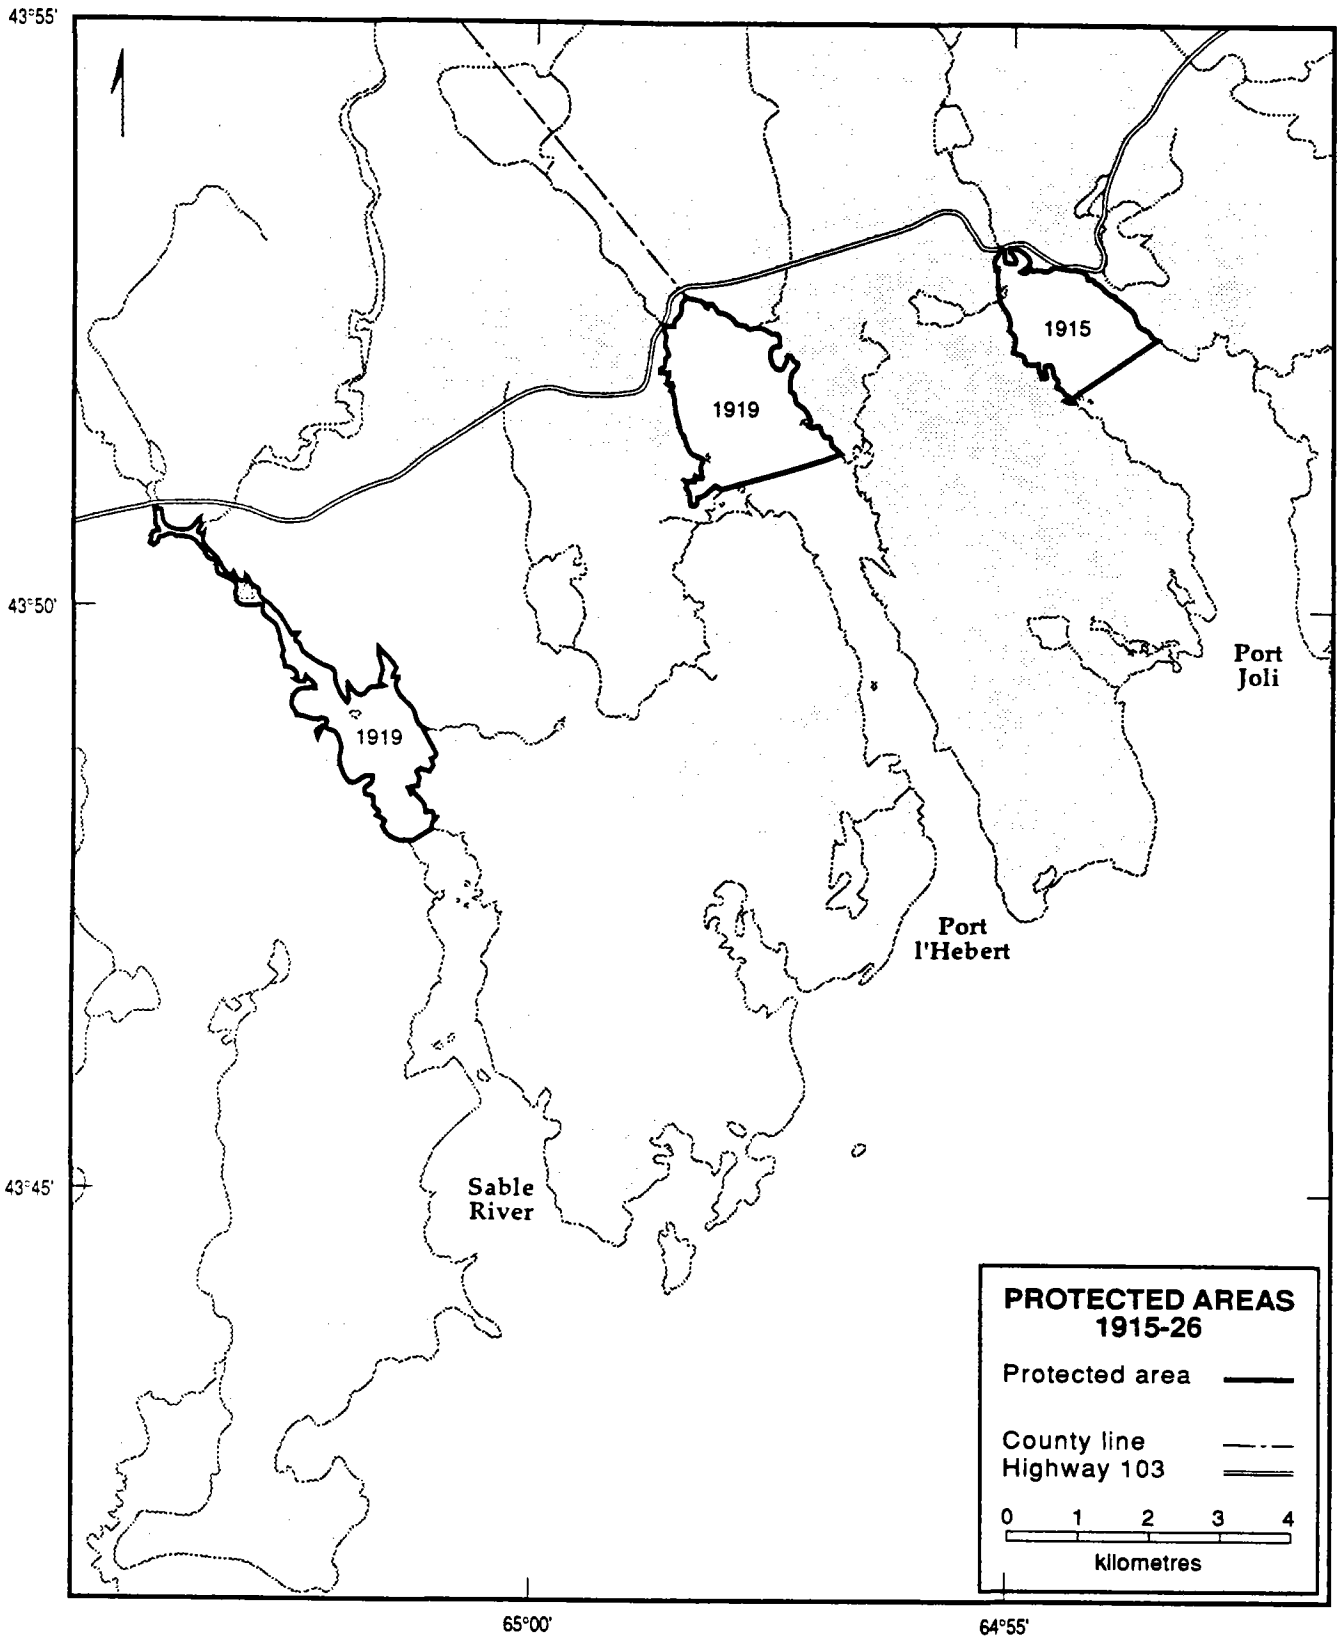 43°55'
1915
1919
43°50'
Port
Joli
1919
Port
l'Hebert
43°45'
Sable
River
PROTECTED AREAS
1915-26
Protected area
County line
Highway 103
0 1 2 3 4
kilometres
65°00'
64°55'